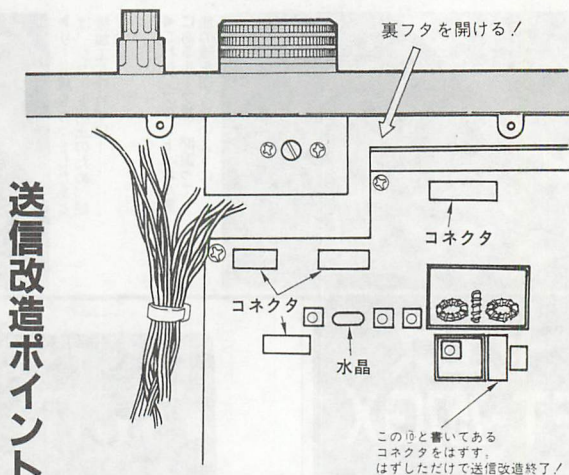 裏フタを開ける!
送信改造ポイント
コネクタ
コネクタ
水晶
この⑩と書いてある
コネクタをはずす。
はずしただけで送信改造終了!